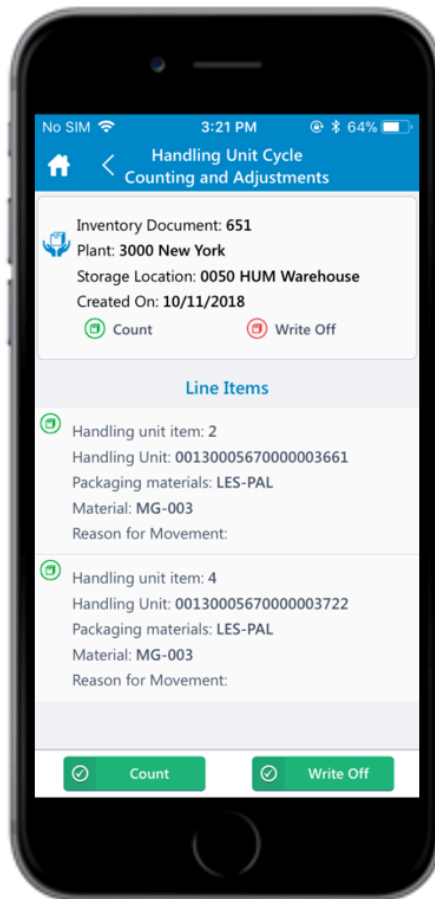 No SIM 3:21 PM 64%
Handling Unit Cycle
Counting and Adjustments
Inventory Document: 651
Plant: 3000 New York
Storage Location: 0050 HUM Warehouse
Created On: 10/11/2018
Count Write Off
Line Items
Handling unit item: 2
Handling Unit: 00130005670000003661
Packaging materials: LES-PAL
Material: MG-003
Reason for Movement:
Handling unit item: 4
Handling Unit: 00130005670000003722
Packaging materials: LES-PAL
Material: MG-003
Reason for Movement:
Count Write Off